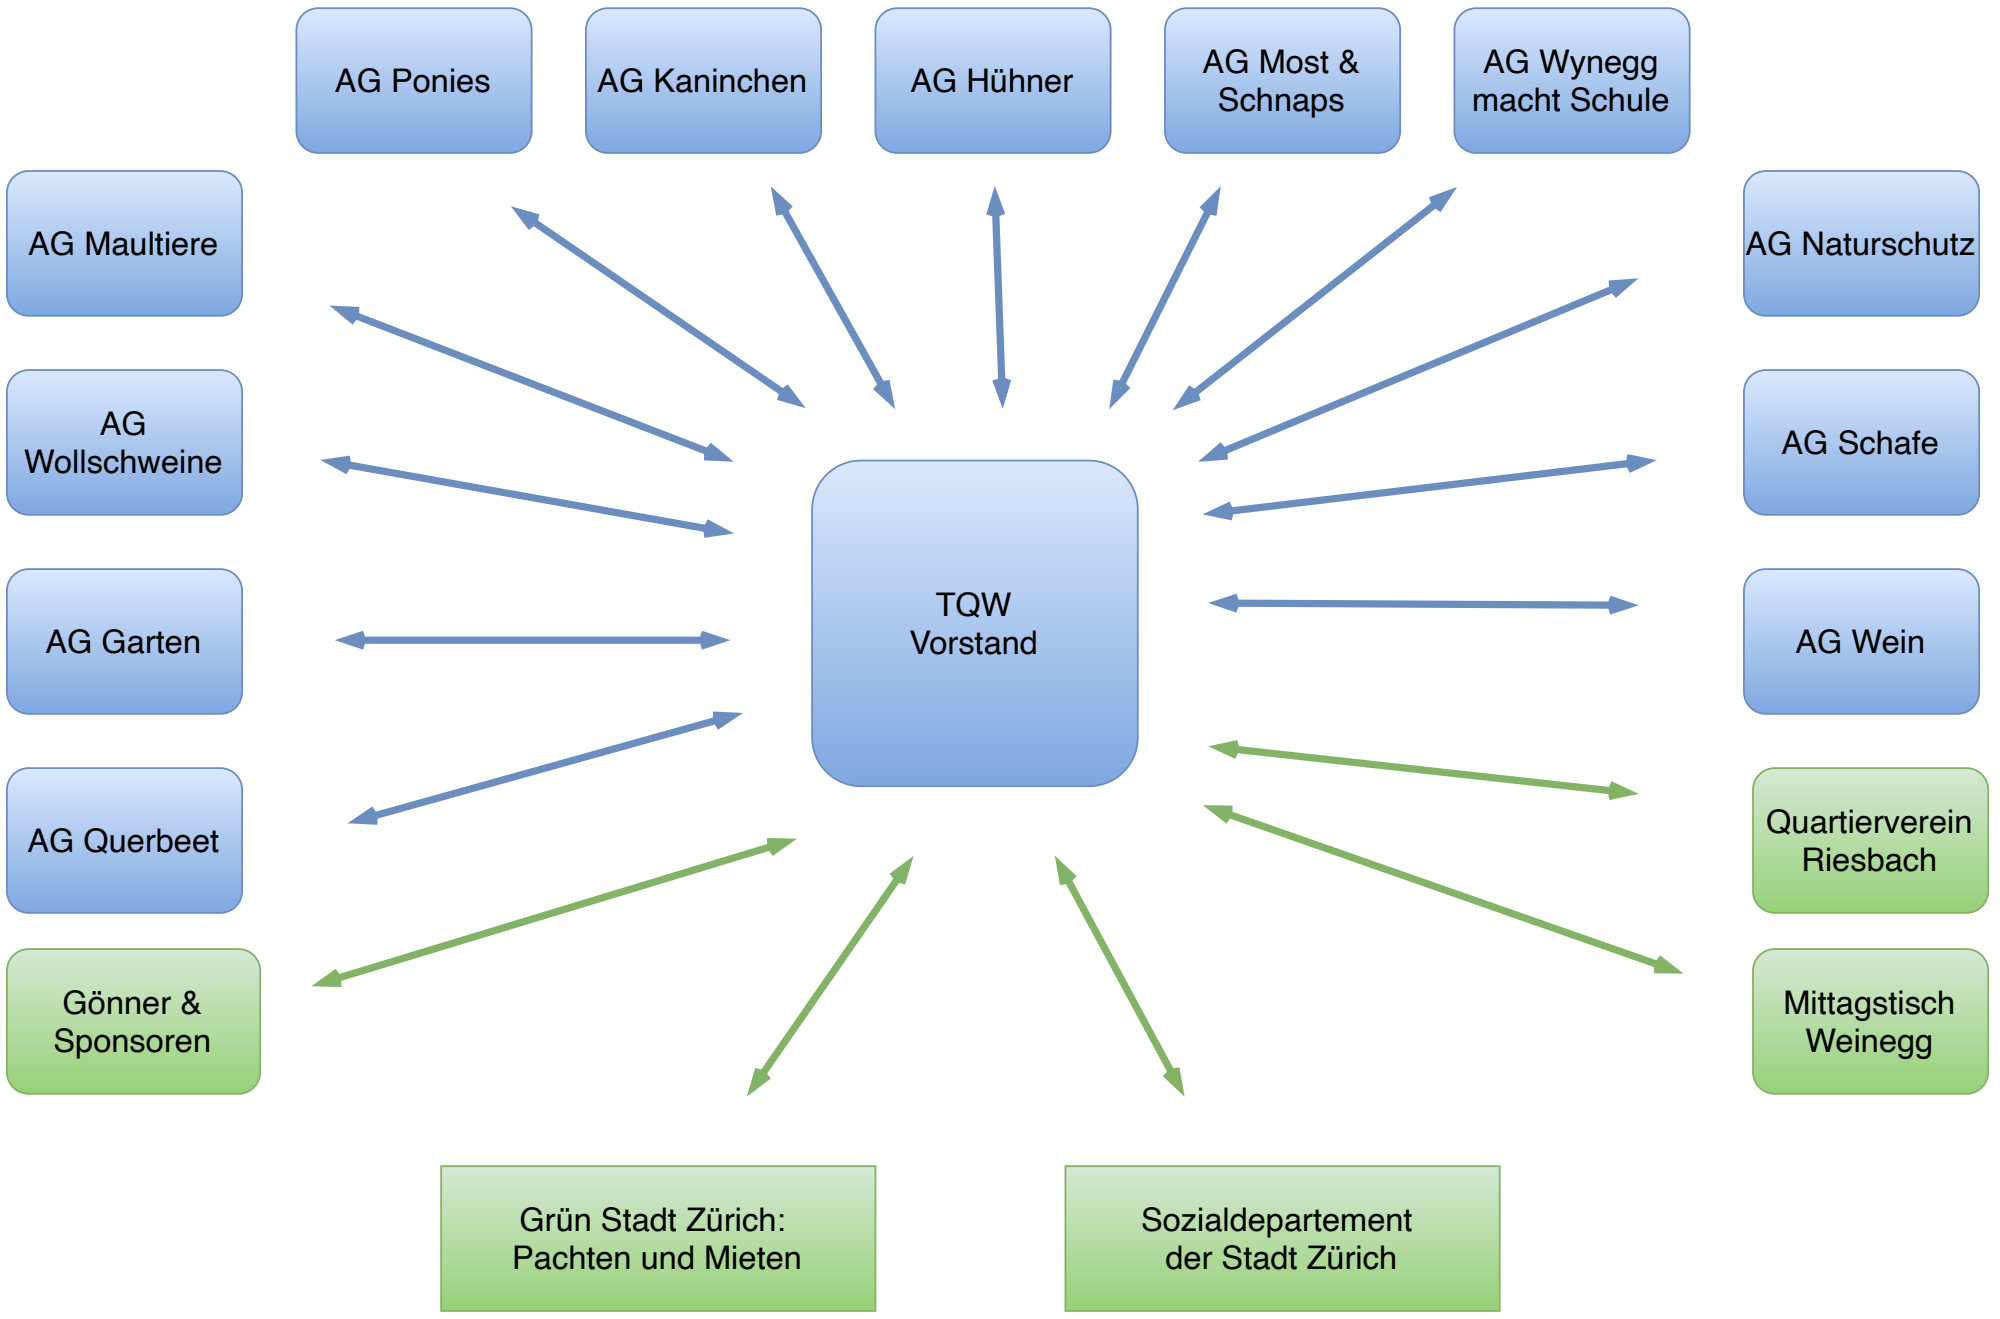 AG Ponies
AG Kaninchen
AG Hühner
AG Most &
Schnaps
AG Wynegg
macht Schule
AG Maultiere
AG Naturschutz
AG
Wollschweine
AG Schafe
AG Garten
TQW
Vorstand
AG Wein
AG Querbeet
Quartierverein
Riesbach
Gönner &
Sponsoren
Mittagstisch
Weinegg
Grün Stadt Zürich:
Pachten und Mieten
Sozialdepartement
der Stadt Zürich